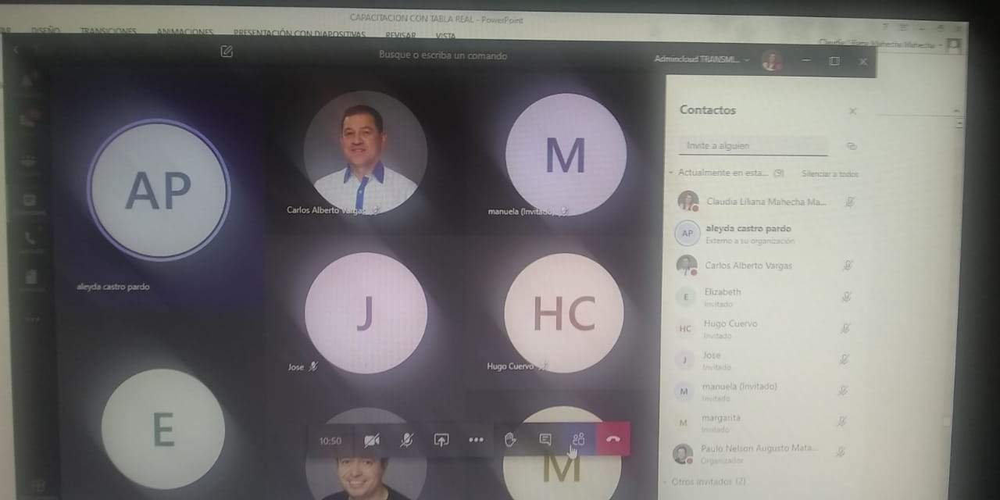 CAPACITACION CON TABLA REAL - PowerPoint
DISEÑO TRANSICIONES ANIMACIONES PRESENTACIÓN CON DIAPOSITIVAS REVISAR VISTA
Claudia Liliana Mahecha Mahecha
Busque o escriba un comando
Admincloud TRANSMI...
AP
aleyda castro pardo
Carlos Alberto Vargas
M
manuela (Invitado)
J
Jose
HC
Hugo Cuervo
E
M
10:50
Contactos
Invite a alguien
Actualmente en esta... (9) Silenciar a todos
Claudia Liliana Mahecha Ma...
AP aleyda castro pardo
Externo a su organización
Carlos Alberto Vargas
E Elizabeth
Invitado
HC Hugo Cuervo
Invitado
J Jose
Invitado
M manuela (Invitado)
Invitado
M margarita
Invitado
Paulo Nelson Augusto Mata...
Organizador
Otros invitados (2)